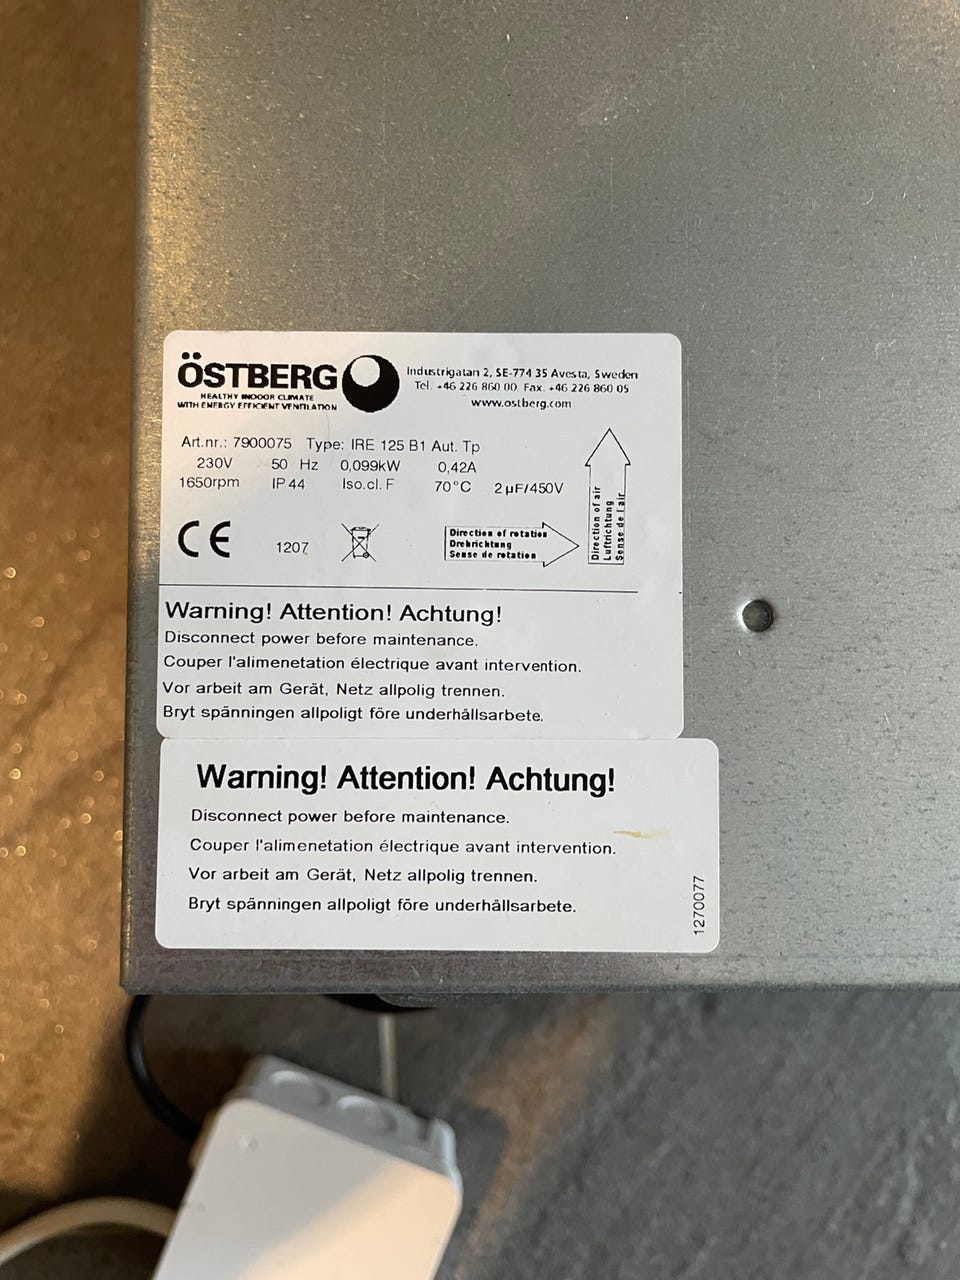 ÖSTBERG
HEALTHY INDOOR CLIMATE
WITH ENERGY EFFICIENT VENTILATION
Industrigatan 2, SE-774 35 Avesta, Sweden
Tel. +46 226 860 00. Fax. +46 226 860 05
www.ostberg.com
Art.nr.: 7900075 Type: IRE 125 B1 Aut. Tp
230V 50 Hz 0,099kW 0,42A
1650rpm IP44 Iso.cl. F 70°C 2µF/450V
CE 1207
Direction of rotation
Drehrichtung
Sense de rotation
Direction of air
Luftrichtung
Sense de l air
Warning! Attention! Achtung!
Disconnect power before maintenance.
Couper l'alimenetation électrique avant intervention.
Vor arbeit am Gerät, Netz allpolig trennen.
Bryt spänningen allpoligt före underhållsarbete.
Warning! Attention! Achtung!
Disconnect power before maintenance.
Couper l'alimenetation électrique avant intervention.
Vor arbeit am Gerät, Netz allpolig trennen.
Bryt spänningen allpoligt före underhållsarbete.
1270077